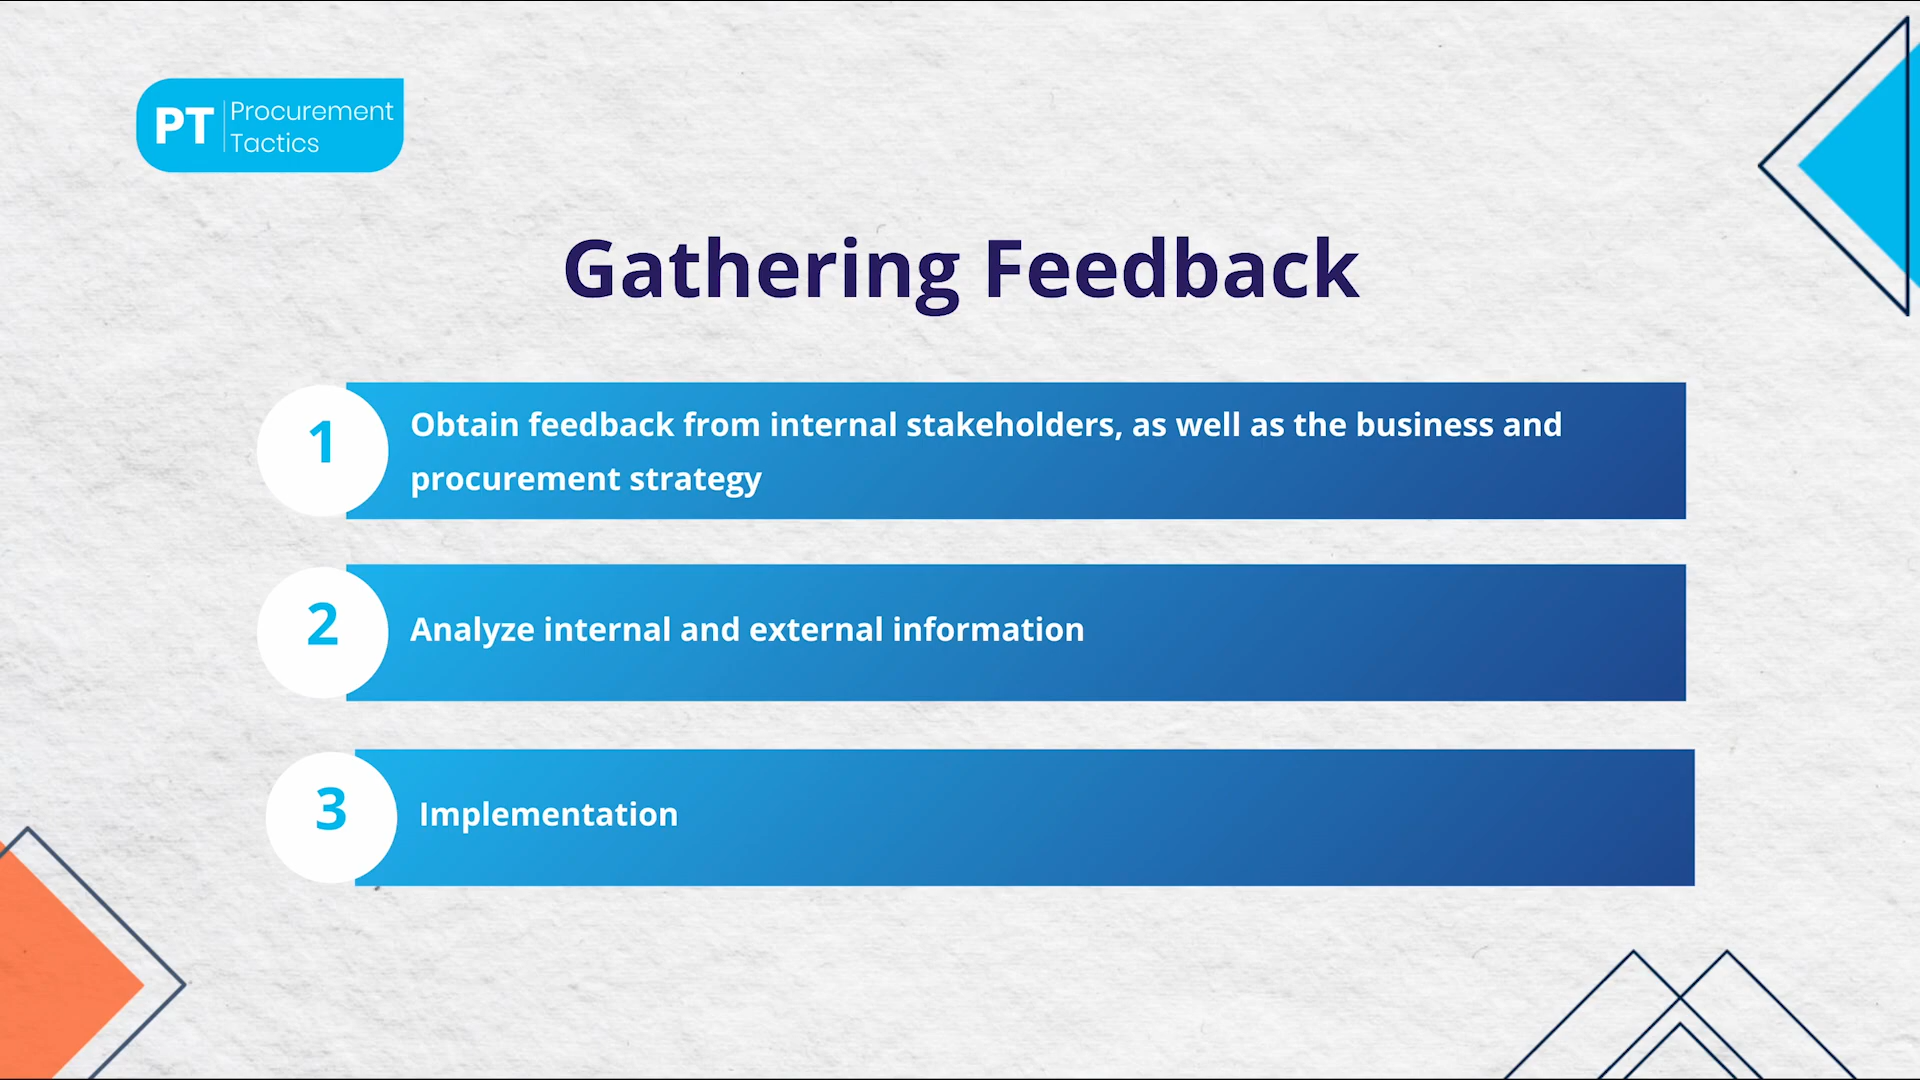 PT
Procurement
Tactics
Gathering Feedback
1
Obtain feedback from internal stakeholders, as well as the business and
procurement strategy
2
Analyze internal and external information
3
Implementation